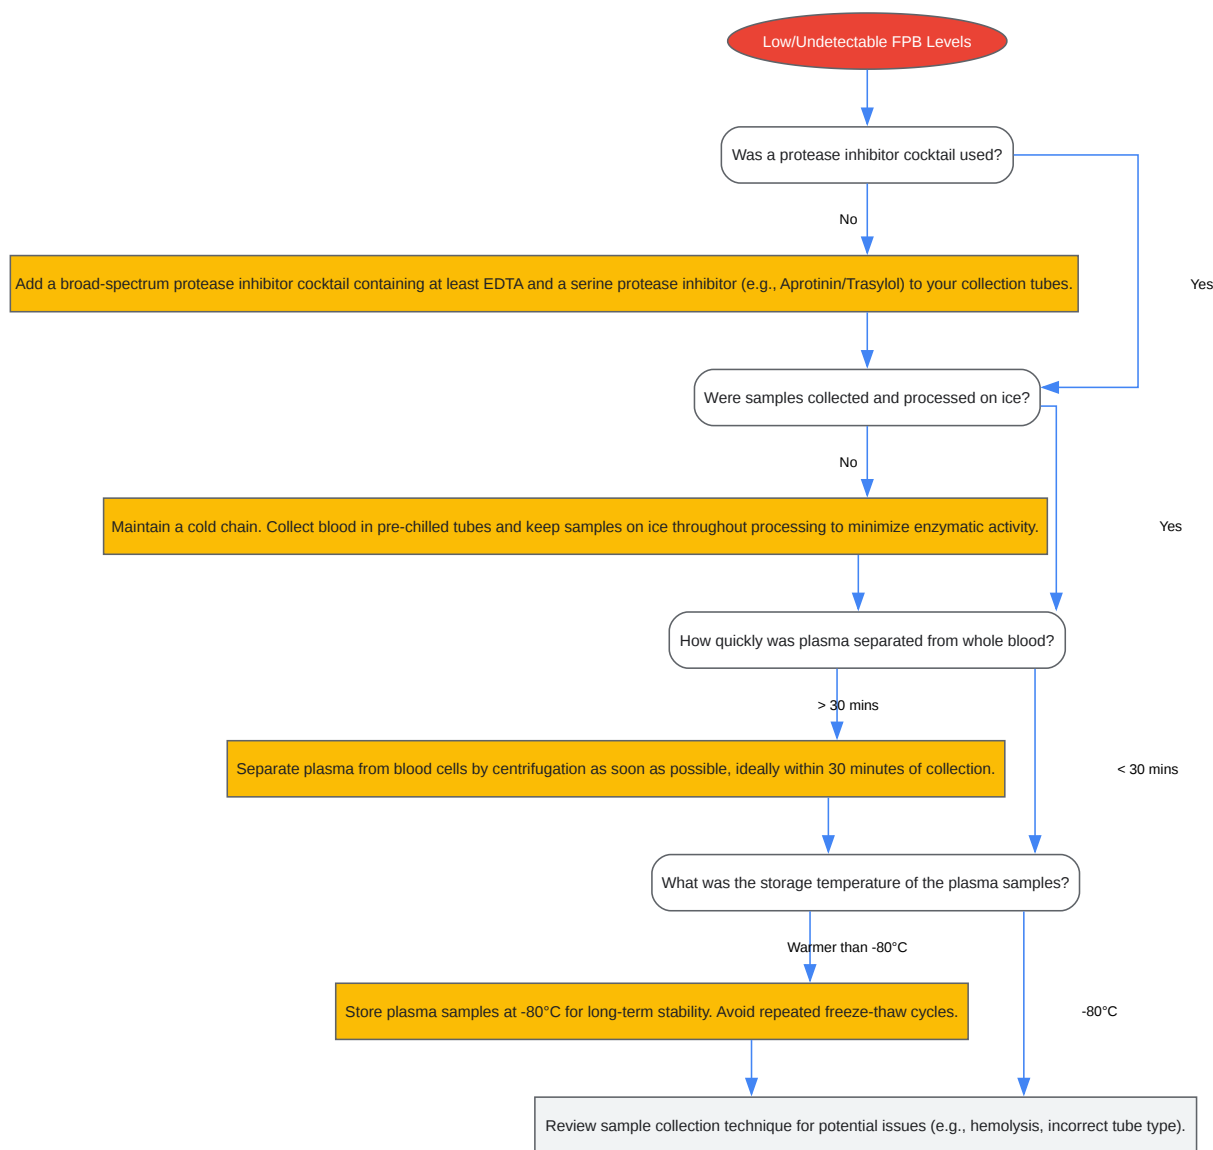 Low/Undetectable FPB Levels
Was a protease inhibitor cocktail used?
No
Add a broad-spectrum protease inhibitor cocktail containing at least EDTA and a serine protease inhibitor (e.g., Aprotinin/Trasylol) to your collection tubes.
Yes
Were samples collected and processed on ice?
No
Maintain a cold chain. Collect blood in pre-chilled tubes and keep samples on ice throughout processing to minimize enzymatic activity.
Yes
How quickly was plasma separated from whole blood?
> 30 mins
Separate plasma from blood cells by centrifugation as soon as possible, ideally within 30 minutes of collection.
< 30 mins
What was the storage temperature of the plasma samples?
Warmer than -80°C
Store plasma samples at -80°C for long-term stability. Avoid repeated freeze-thaw cycles.
-80°C
Review sample collection technique for potential issues (e.g., hemolysis, incorrect tube type).